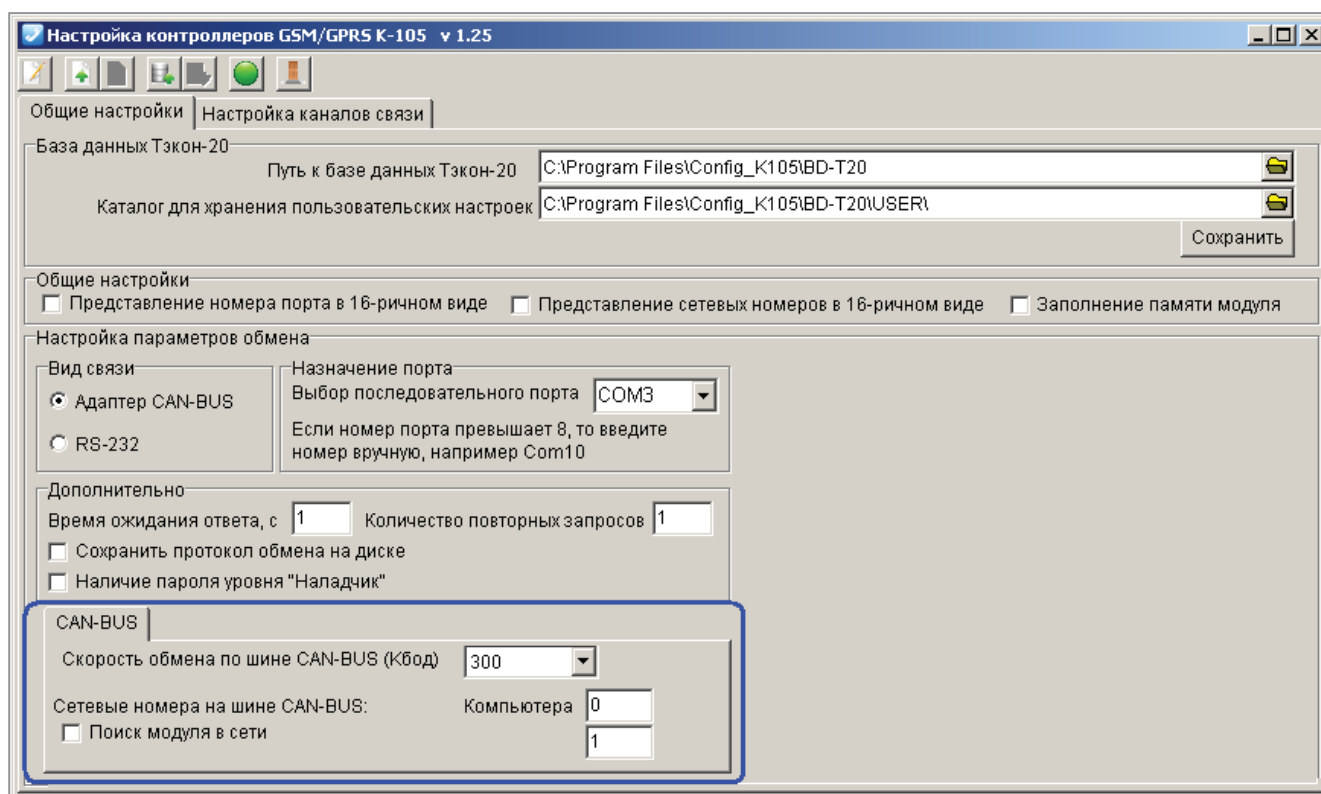 Настройка контроллеров GSM/GPRS K-105 v 1.25
Общие настройки Настройка каналов связи
База данных Тэкон-20
Путь к базе данных Тэкон-20 C:\Program Files\Config_K105\BD-T20
Каталог для хранения пользовательских настроек C:\Program Files\Config_K105\BD-T20\USER\
Сохранить
Общие настройки
Представление номера порта в 16-ричном виде Представление сетевых номеров в 16-ричном виде Заполнение памяти модуля
Настройка параметров обмена
Вид связи
Адаптер CAN-BUS
RS-232
Назначение порта
Выбор последовательного порта COM3
Если номер порта превышает 8, то введите
номер вручную, например Com10
Дополнительно
Время ожидания ответа, с 1 Количество повторных запросов 1
Сохранить протокол обмена на диске
Наличие пароля уровня "Наладчик"
CAN-BUS
Скорость обмена по шине CAN-BUS (Кбод) 300
Сетевые номера на шине CAN-BUS: Компьютера 0
Поиск модуля в сети 1